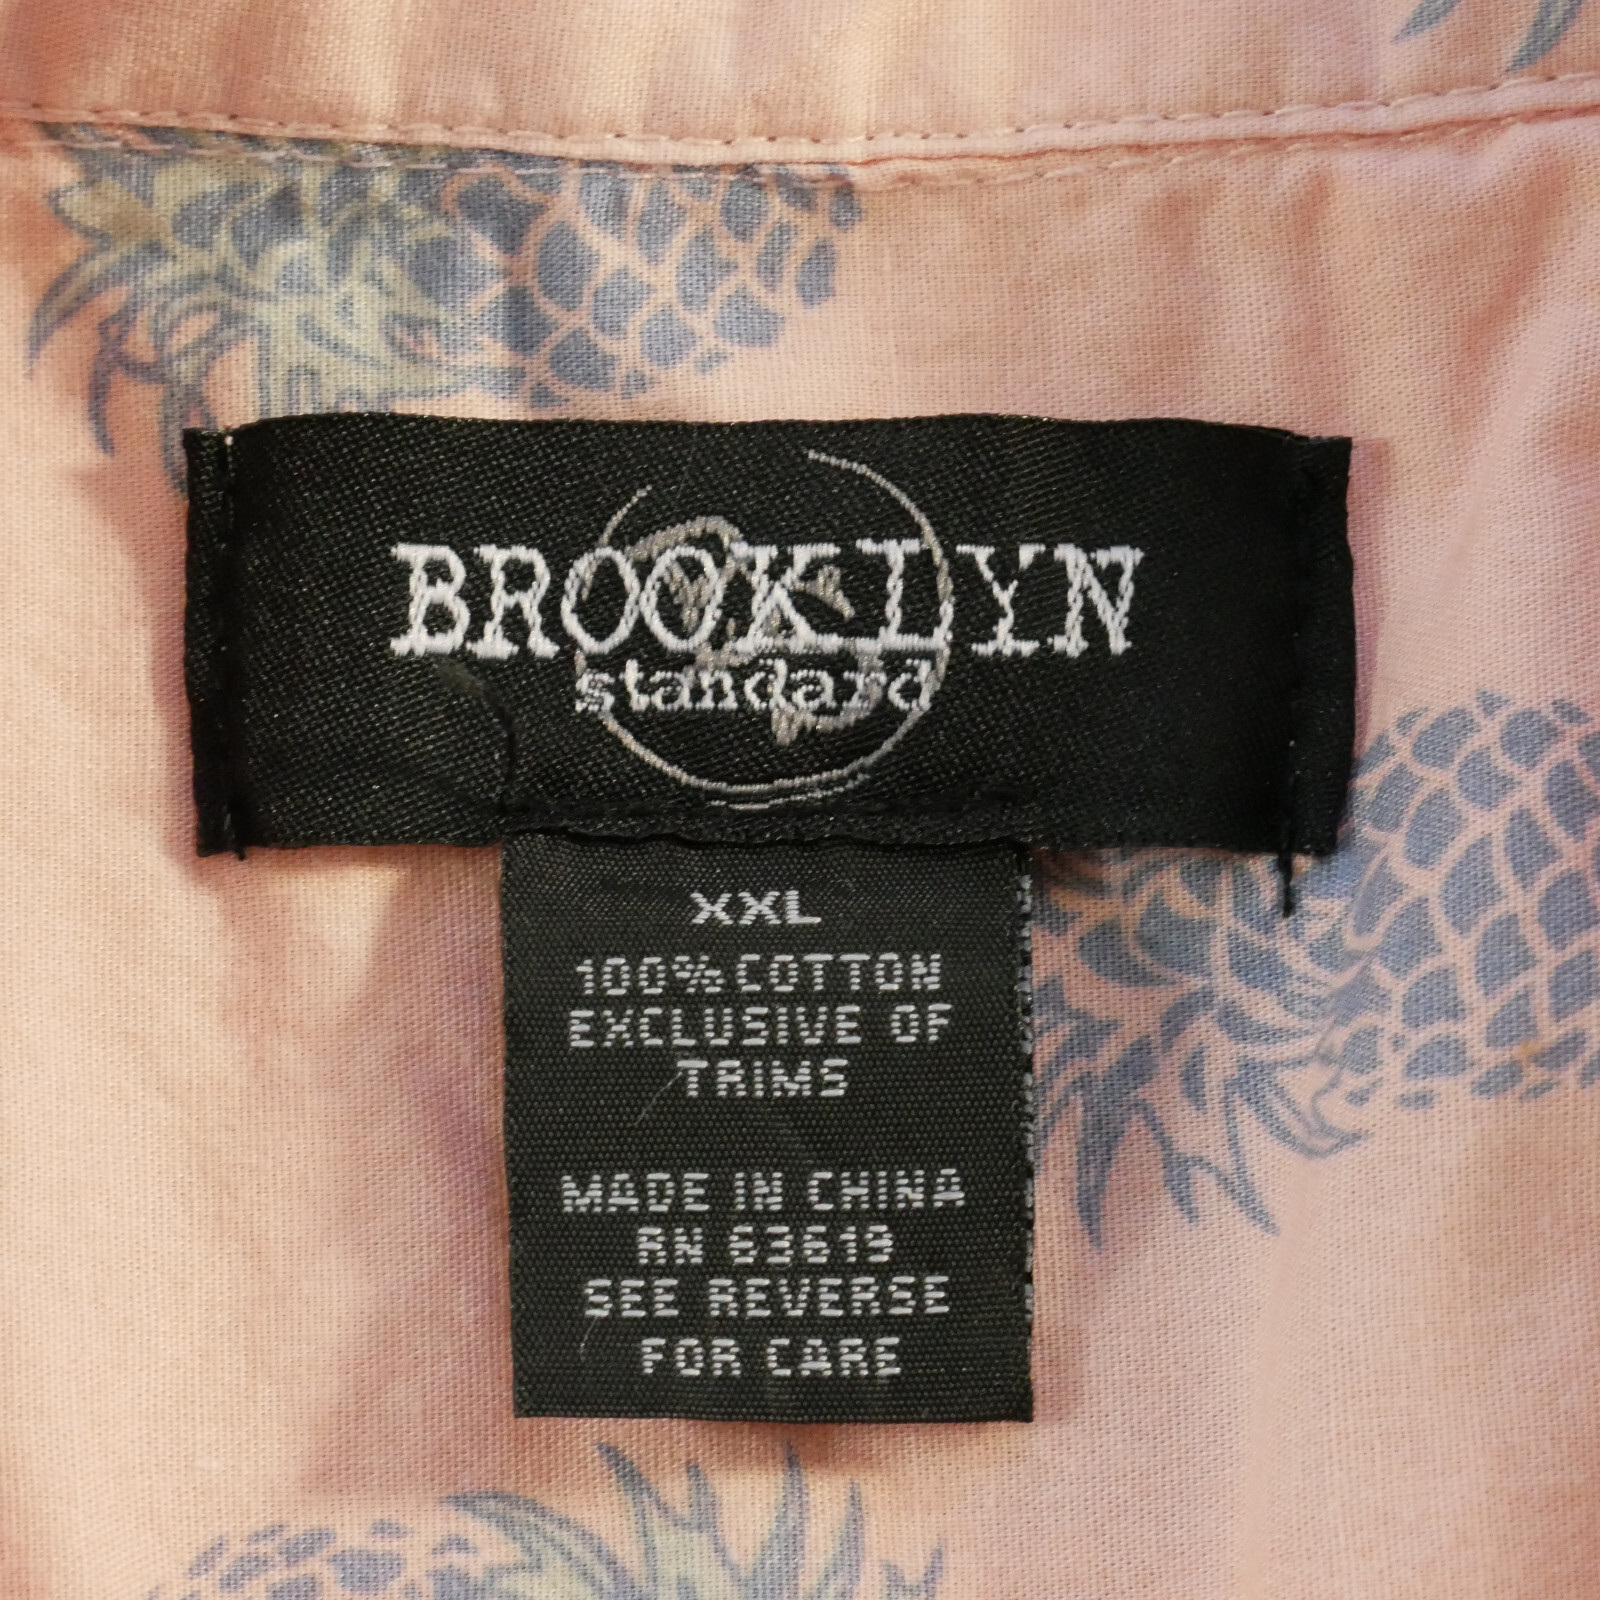 BROOKLYN
standard
XXL
100% COTTON
EXCLUSIVE OF
TRIMS
MADE IN CHINA
RN 63619
SEE REVERSE
FOR CARE